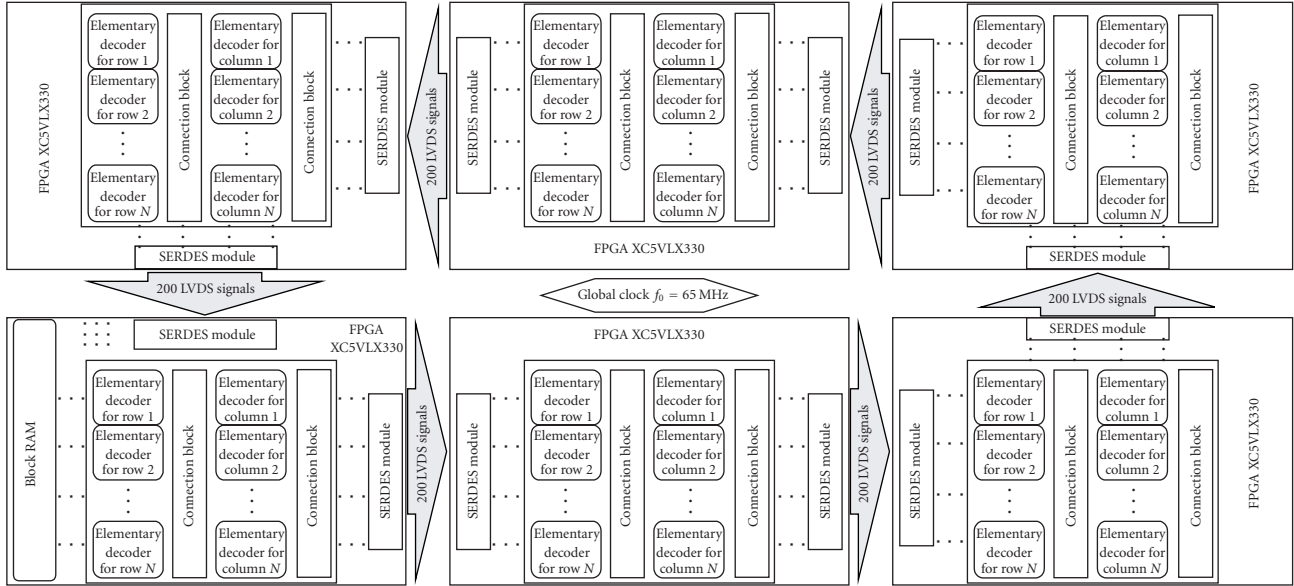 FPGA XC5VLX330
Elementary
decoder
for row 1
Elementary
decoder
for row 2
Elementary
decoder
for row N
Connection block
Elementary
decoder for
column 1
Elementary
decoder for
column 2
Elementary
decoder for
column N
Connection block
SERDES module
SERDES module
200 LVDS signals
SERDES module
Elementary
decoder
for row 1
Elementary
decoder
for row 2
Elementary
decoder
for row N
Connection block
Elementary
decoder for
column 1
Elementary
decoder for
column 2
Elementary
decoder for
column N
Connection block
SERDES module
FPGA XC5VLX330
200 LVDS signals
SERDES module
Elementary
decoder
for row 1
Elementary
decoder
for row 2
Elementary
decoder
for row N
Connection block
Elementary
decoder for
column 1
Elementary
decoder for
column 2
Elementary
decoder for
column N
Connection block
FPGA XC5VLX330
SERDES module
200 LVDS signals
Global clock f0 = 65 MHz
200 LVDS signals
Block RAM
SERDES module
FPGA
XC5VLX330
Elementary
decoder
for row 1
Elementary
decoder
for row 2
Elementary
decoder
for row N
Connection block
Elementary
decoder for
column 1
Elementary
decoder for
column 2
Elementary
decoder for
column N
Connection block
SERDES module
200 LVDS signals
FPGA XC5VLX330
SERDES module
Elementary
decoder
for row 1
Elementary
decoder
for row 2
Elementary
decoder
for row N
Connection block
Elementary
decoder for
column 1
Elementary
decoder for
column 2
Elementary
decoder for
column N
Connection block
SERDES module
200 LVDS signals
SERDES module
SERDES module
Elementary
decoder
for row 1
Elementary
decoder
for row 2
Elementary
decoder
for row N
Connection block
Elementary
decoder for
column 1
Elementary
decoder for
column 2
Elementary
decoder for
column N
Connection block
FPGA XC5VLX330